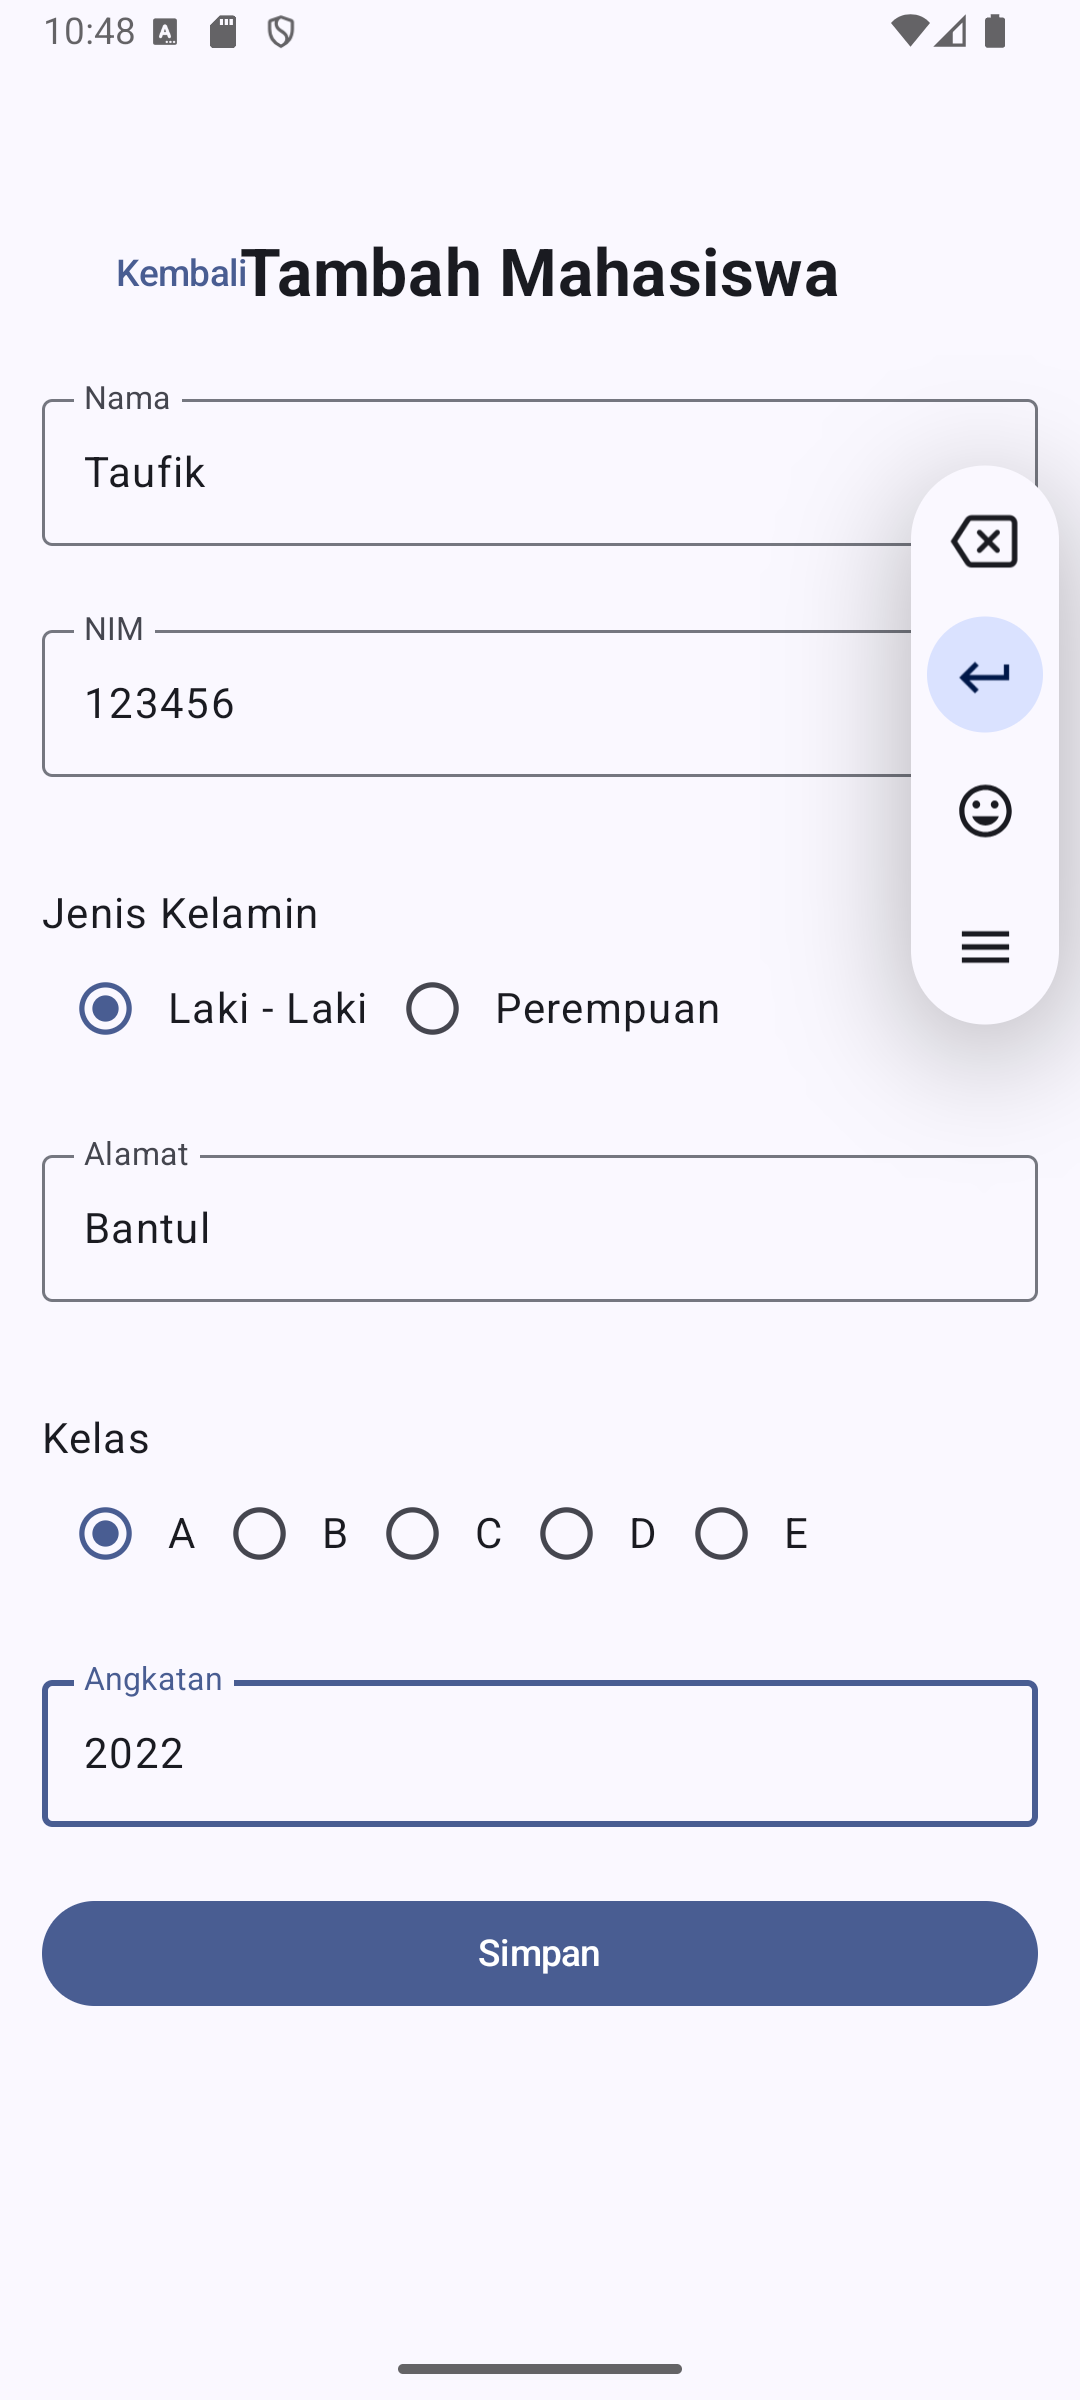 10:48
Kembali Tambah Mahasiswa
Nama
Taufik
NIM
123456
Jenis Kelamin
Laki - Laki Perempuan
Alamat
Bantul
Kelas
A B C D E
Angkatan
2022
Simpan